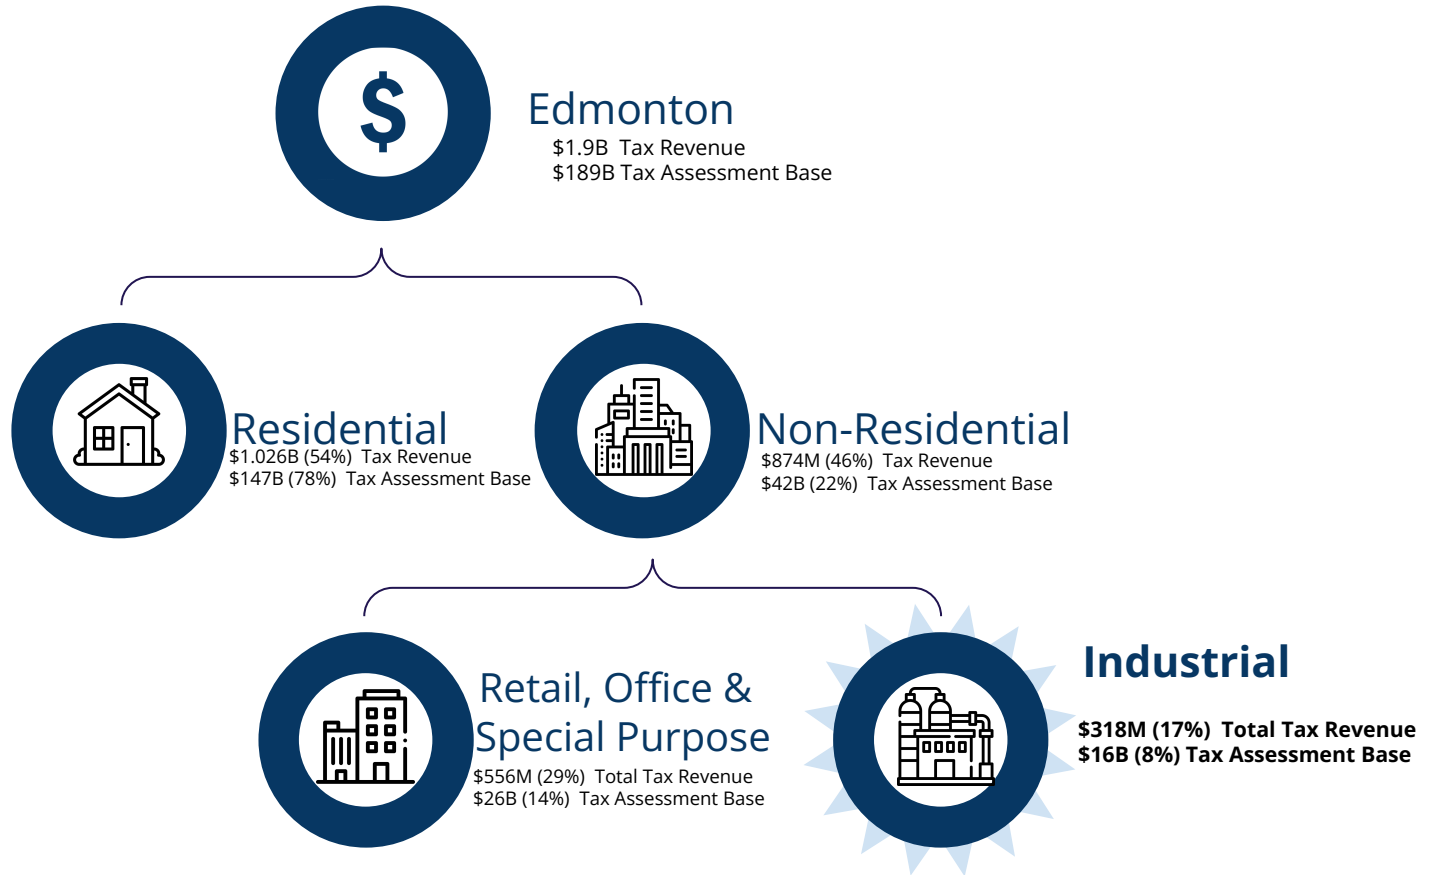 $
Edmonton
$1.9B Tax Revenue
$189B Tax Assessment Base
Residential
$1.026B (54%) Tax Revenue
$147B (78%) Tax Assessment Base
Non-Residential
$874M (46%) Tax Revenue
$42B (22%) Tax Assessment Base
Retail, Office &
Special Purpose
$556M (29%) Total Tax Revenue
$26B (14%) Tax Assessment Base
Industrial
$318M (17%) Total Tax Revenue
$16B (8%) Tax Assessment Base